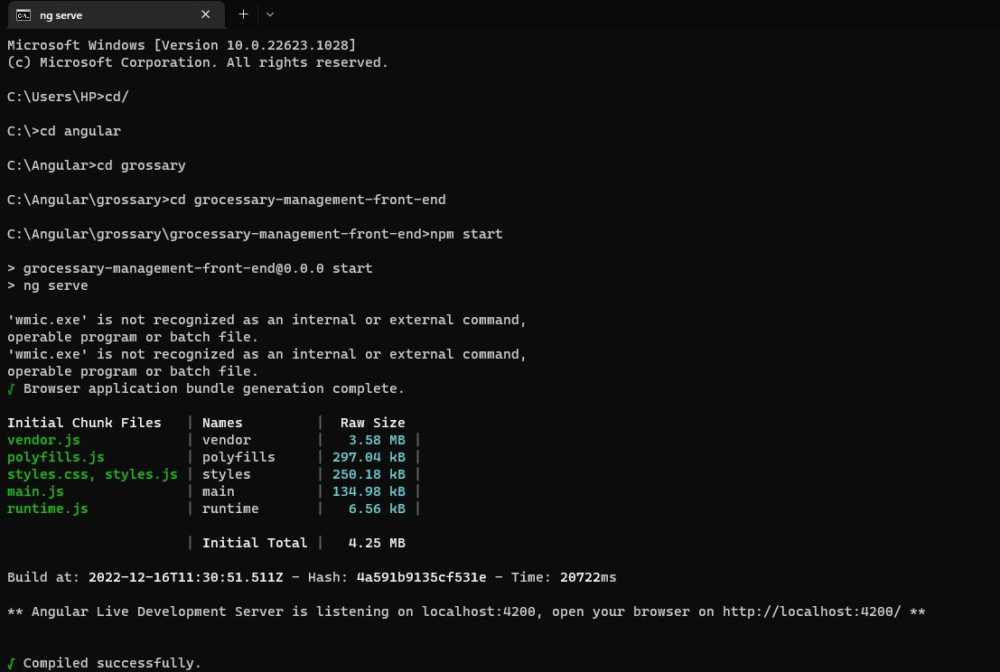 ng serve
Microsoft Windows [Version 10.0.22623.1028]
(c) Microsoft Corporation. All rights reserved.
C:\Users\HP>cd/
C:\>cd angular
C:\Angular>cd grossary
C:\Angular\grossary>cd grocessary-management-front-end
C:\Angular\grossary\grocessary-management-front-end>npm start
> grocessary-management-front-end@0.0.0 start
> ng serve
'wmic.exe' is not recognized as an internal or external command,
operable program or batch file.
'wmic.exe' is not recognized as an internal or external command,
operable program or batch file.
√ Browser application bundle generation complete.
Initial Chunk Files | Names | Raw Size
vendor.js | vendor | 3.58 MB |
polyfills.js | polyfills | 297.04 kB |
styles.css, styles.js | styles | 250.18 kB |
main.js | main | 134.98 kB |
runtime.js | runtime | 6.56 kB |
| Initial Total | 4.25 MB
Build at: 2022-12-16T11:30:51.511Z - Hash: 4a591b9135cf531e - Time: 20722ms
** Angular Live Development Server is listening on localhost:4200, open your browser on http://localhost:4200/ **
√ Compiled successfully.